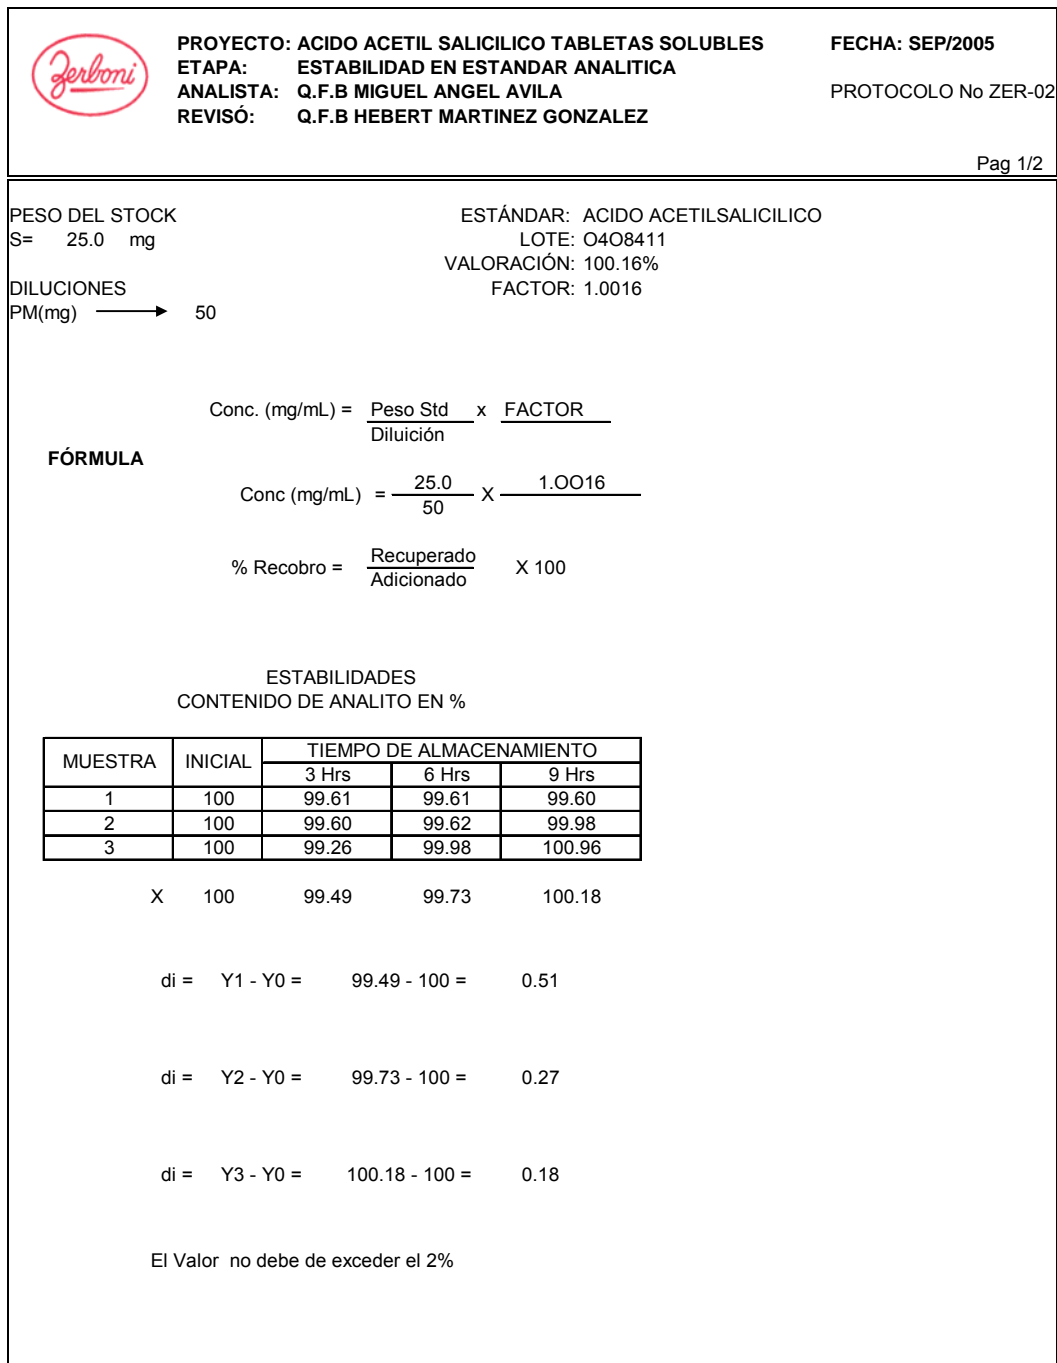 Zerboni
PROYECTO: ACIDO ACETIL SALICILICO TABLETAS SOLUBLES FECHA: SEP/2005
ETAPA: ESTABILIDAD EN ESTANDAR ANALITICA
ANALISTA: Q.F.B MIGUEL ANGEL AVILA PROTOCOLO No ZER-02
REVISÓ: Q.F.B HEBERT MARTINEZ GONZALEZ
Pag 1/2
PESO DEL STOCK ESTÁNDAR: ACIDO ACETILSALICILICO
S= 25.0 mg LOTE: O4O8411
VALORACIÓN: 100.16%
DILUCIONES FACTOR: 1.0016
PM(mg) → 50
Conc. (mg/mL) = Peso Std x FACTOR
Diluición
FÓRMULA
Conc (mg/mL) = 25.0 X 1.OO16
50
% Recobro = Recuperado X 100
Adicionado
ESTABILIDADES
CONTENIDO DE ANALITO EN %
MUESTRA INICIAL TIEMPO DE ALMACENAMIENTO
3 Hrs 6 Hrs 9 Hrs
1 100 99.61 99.61 99.60
2 100 99.60 99.62 99.98
3 100 99.26 99.98 100.96
X 100 99.49 99.73 100.18
di = Y1 - Y0 = 99.49 - 100 = 0.51
di = Y2 - Y0 = 99.73 - 100 = 0.27
di = Y3 - Y0 = 100.18 - 100 = 0.18
El Valor no debe de exceder el 2%